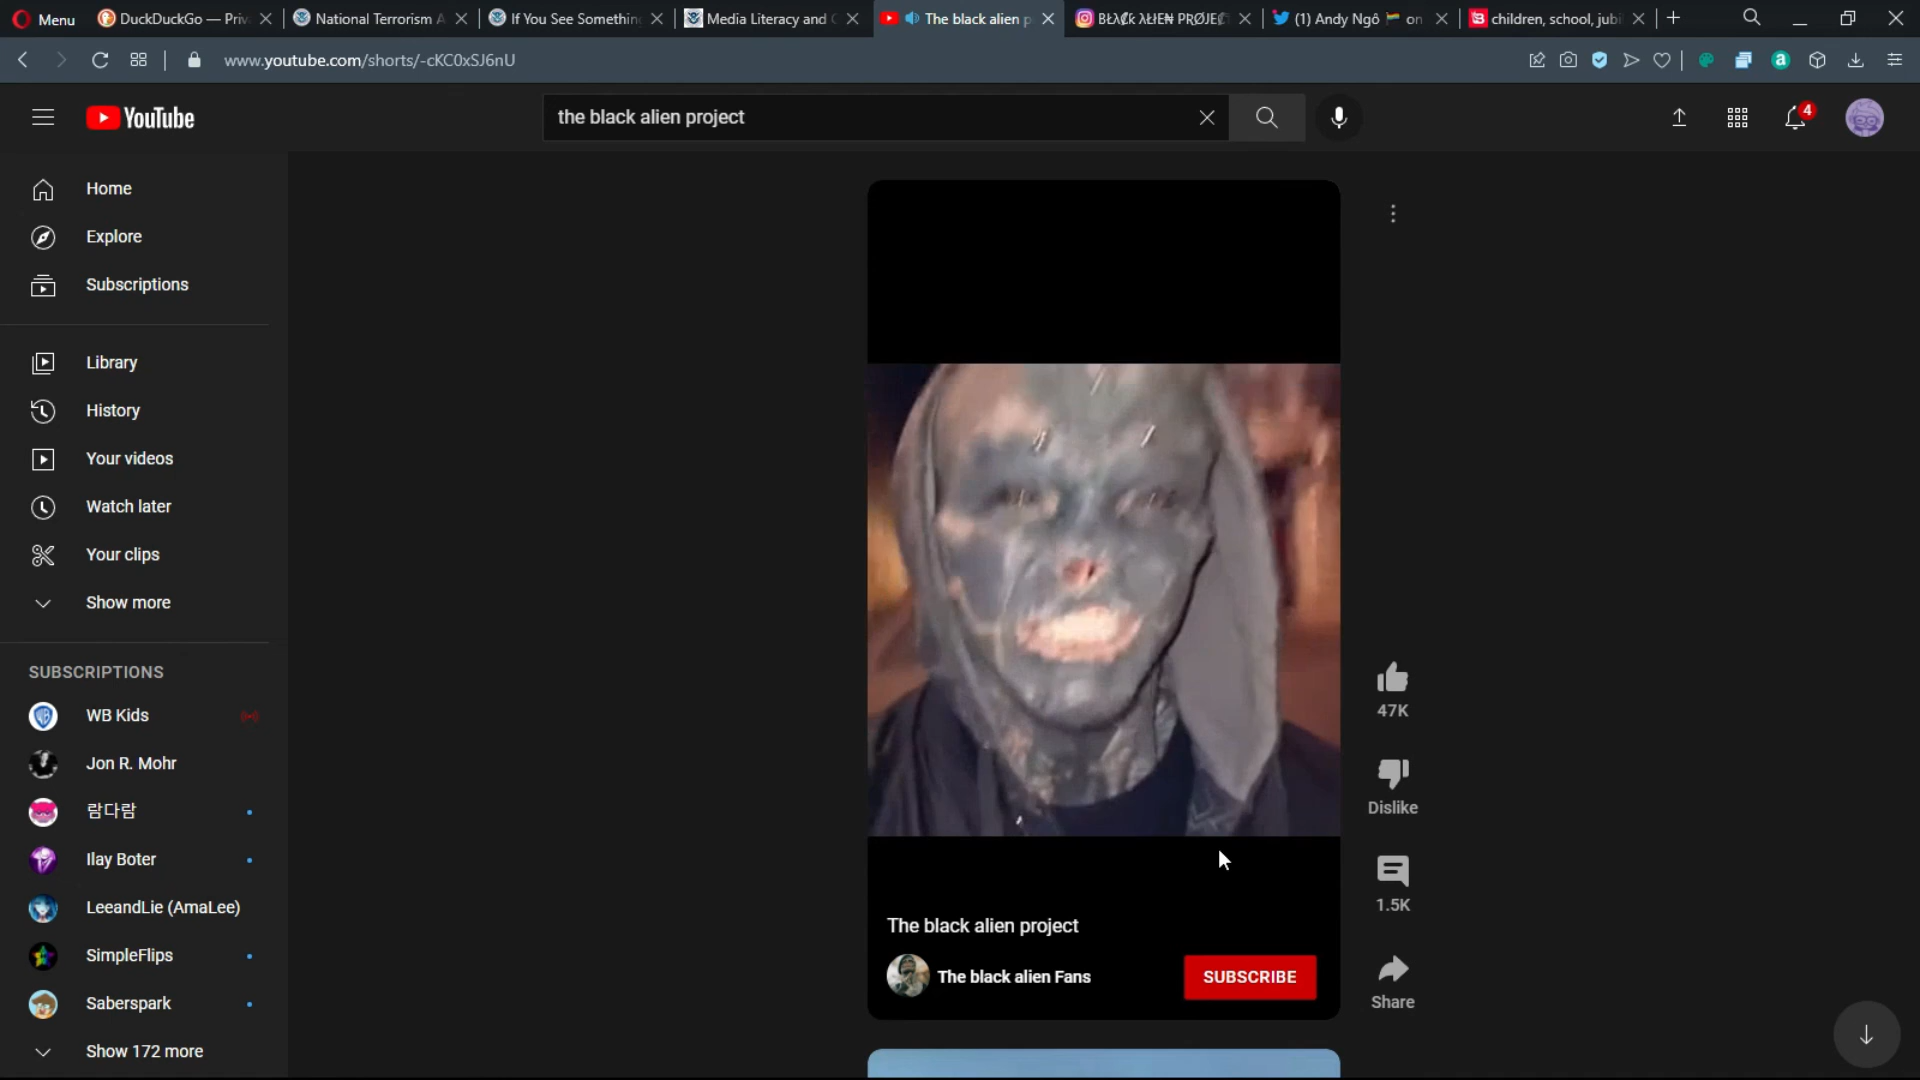 Menu
DuckDuckGo — Priv
National Terrorism A
If You See Somethin
Media Literacy and C
The black alien p
BⱠλȻk λⱠIEN PRØJEȻ
(1) Andy Ngô 🏳️‍🌈 on
children, school, jubi
www.youtube.com/shorts/-cKC0xSJ6nU
YouTube
the black alien project
4
Home
Explore
Subscriptions
Library
History
Your videos
Watch later
Your clips
Show more
SUBSCRIPTIONS
WB Kids
Jon R. Mohr
람다람
Ilay Boter
LeeandLie (AmaLee)
SimpleFlips
Saberspark
Show 172 more
47K
Dislike
1.5K
Share
The black alien project
The black alien Fans
SUBSCRIBE